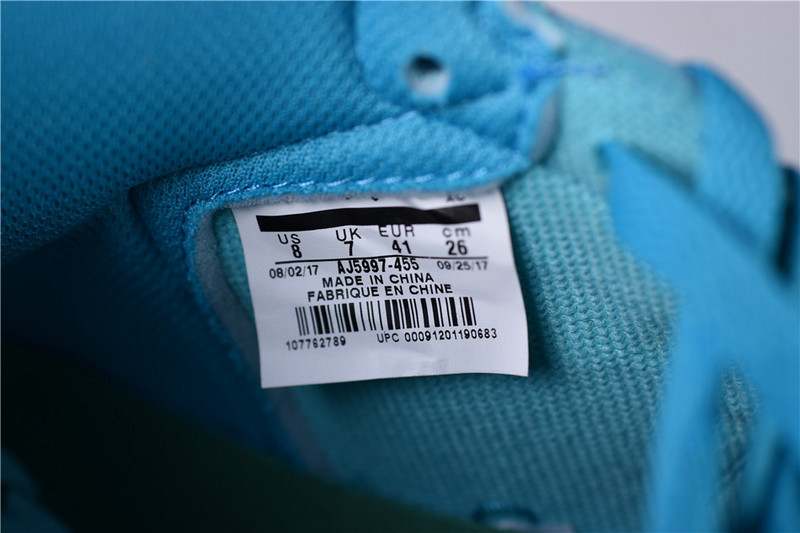 US UK EUR cm
8 7 41 26
08/02/17 AJ5997-455 09/25/17
MADE IN CHINA
FABRIQUE EN CHINE
107762789 UPC 00091201190683